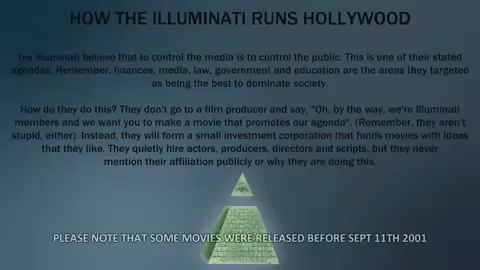 HOW THE ILLUMINATI RUNS HOLLYWOOD
The Illuminati believe that to control the media is to control the public. This is one of their stated
agendas. Remember, finances, media, law, government and education are the areas they targeted
as being the best to dominate society.
How do they do this? They don't go to a film producer and say, "Oh, by the way, we're Illuminati
members and we want you to make a movie that promotes our agenda". (Remember, they aren't
stupid, either). Instead, they will form a small investment corporation that funds movies with ideas
that they like. They quietly hire actors, producers, directors and scripts, but they never
mention their affiliation publicly or why they are doing this.
PLEASE NOTE THAT SOME MOVIES WERE RELEASED BEFORE SEPT 11TH 2001